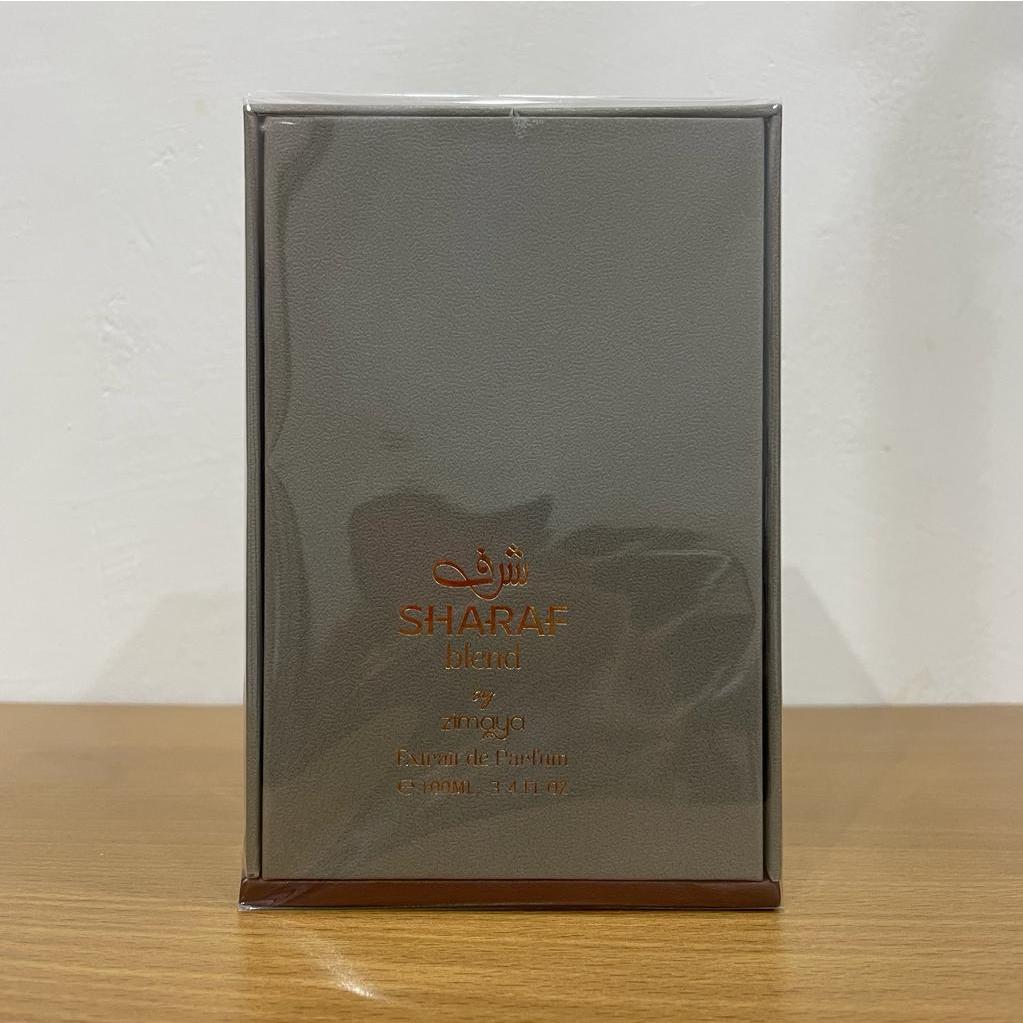 شرف
SHARAF
blend
by
zimaya
Extrait de Parfum
℮ 100ML. 3.4 FL OZ.